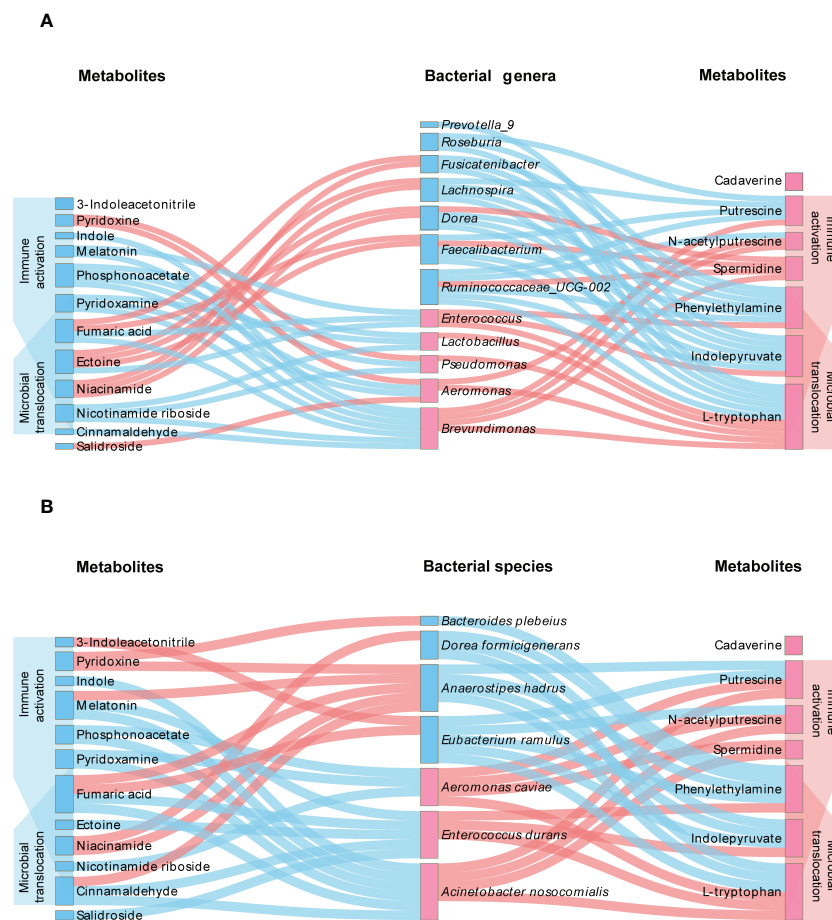 A
Metabolites
Bacterial genera
Metabolites
Immune
activation
Microbial
translocation
3-Indoleacetonitrile
Pyridoxine
Indole
Melatonin
Phosphonoacetate
Pyridoxamine
Fumaric acid
Ectoine
Niacinamide
Nicotinamide riboside
Cinnamaldehyde
Salidroside
Prevotella_9
Roseburia
Fusicatenibacter
Lachnospira
Dorea
Faecalibacterium
Ruminococcaceae_UCG-002
Enterococcus
Lactobacillus
Pseudomonas
Aeromonas
Brevundimonas
Cadaverine
Putrescine
N-acetylputrescine
Spermidine
Phenylethylamine
Indolepyruvate
L-tryptophan
Immune
activation
Microbial
translocation
B
Metabolites
Bacterial species
Metabolites
Immune
activation
Microbial
translocation
3-Indoleacetonitrile
Pyridoxine
Indole
Melatonin
Phosphonoacetate
Pyridoxamine
Fumaric acid
Ectoine
Niacinamide
Nicotinamide riboside
Cinnamaldehyde
Salidroside
Bacteroides plebeius
Dorea formicigenerans
Anaerostipes hadrus
Eubacterium ramulus
Aeromonas caviae
Enterococcus durans
Acinetobacter nosocomialis
Cadaverine
Putrescine
N-acetylputrescine
Spermidine
Phenylethylamine
Indolepyruvate
L-tryptophan
Immune
activation
Microbial
translocation